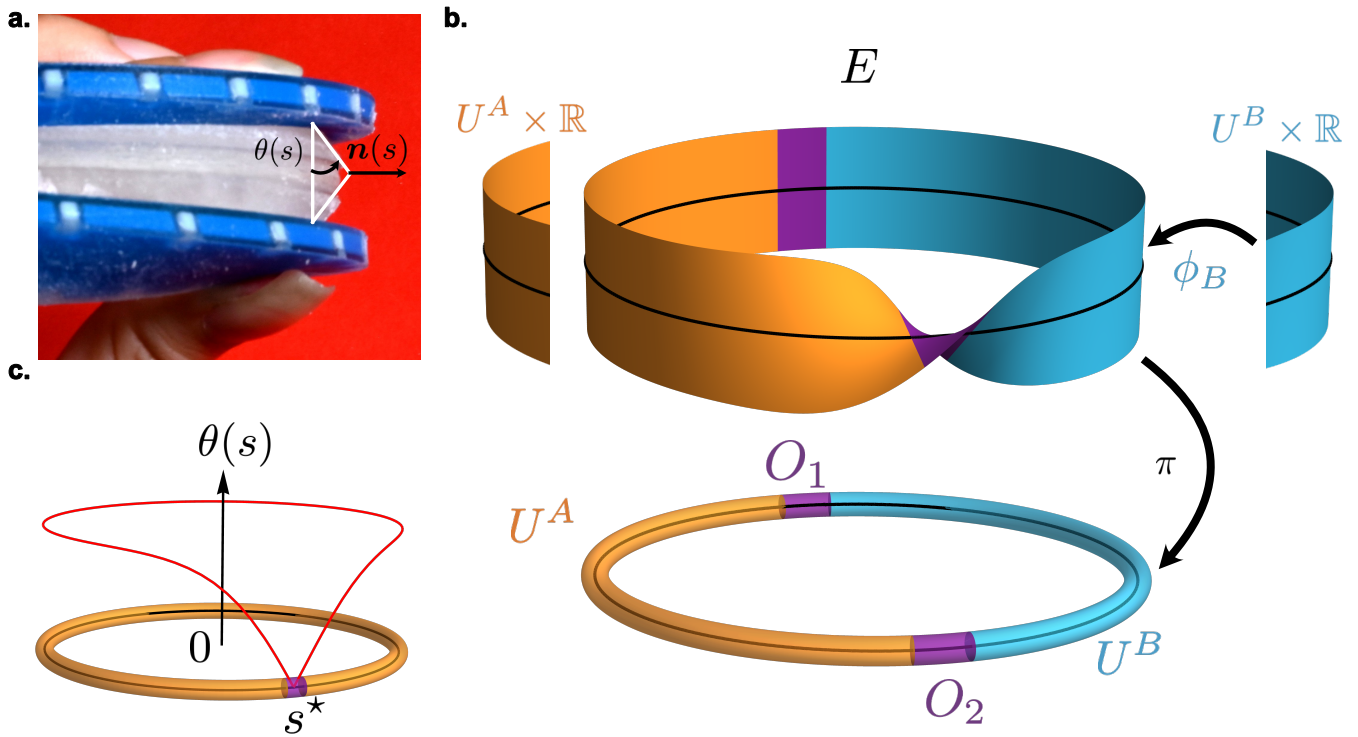 a.
θ(s)
n(s)
b.
E
U^A × ℝ
U^B × ℝ
ϕ_B
π
O_1
U^A
U^B
O_2
c.
θ(s)
0
s^⋆